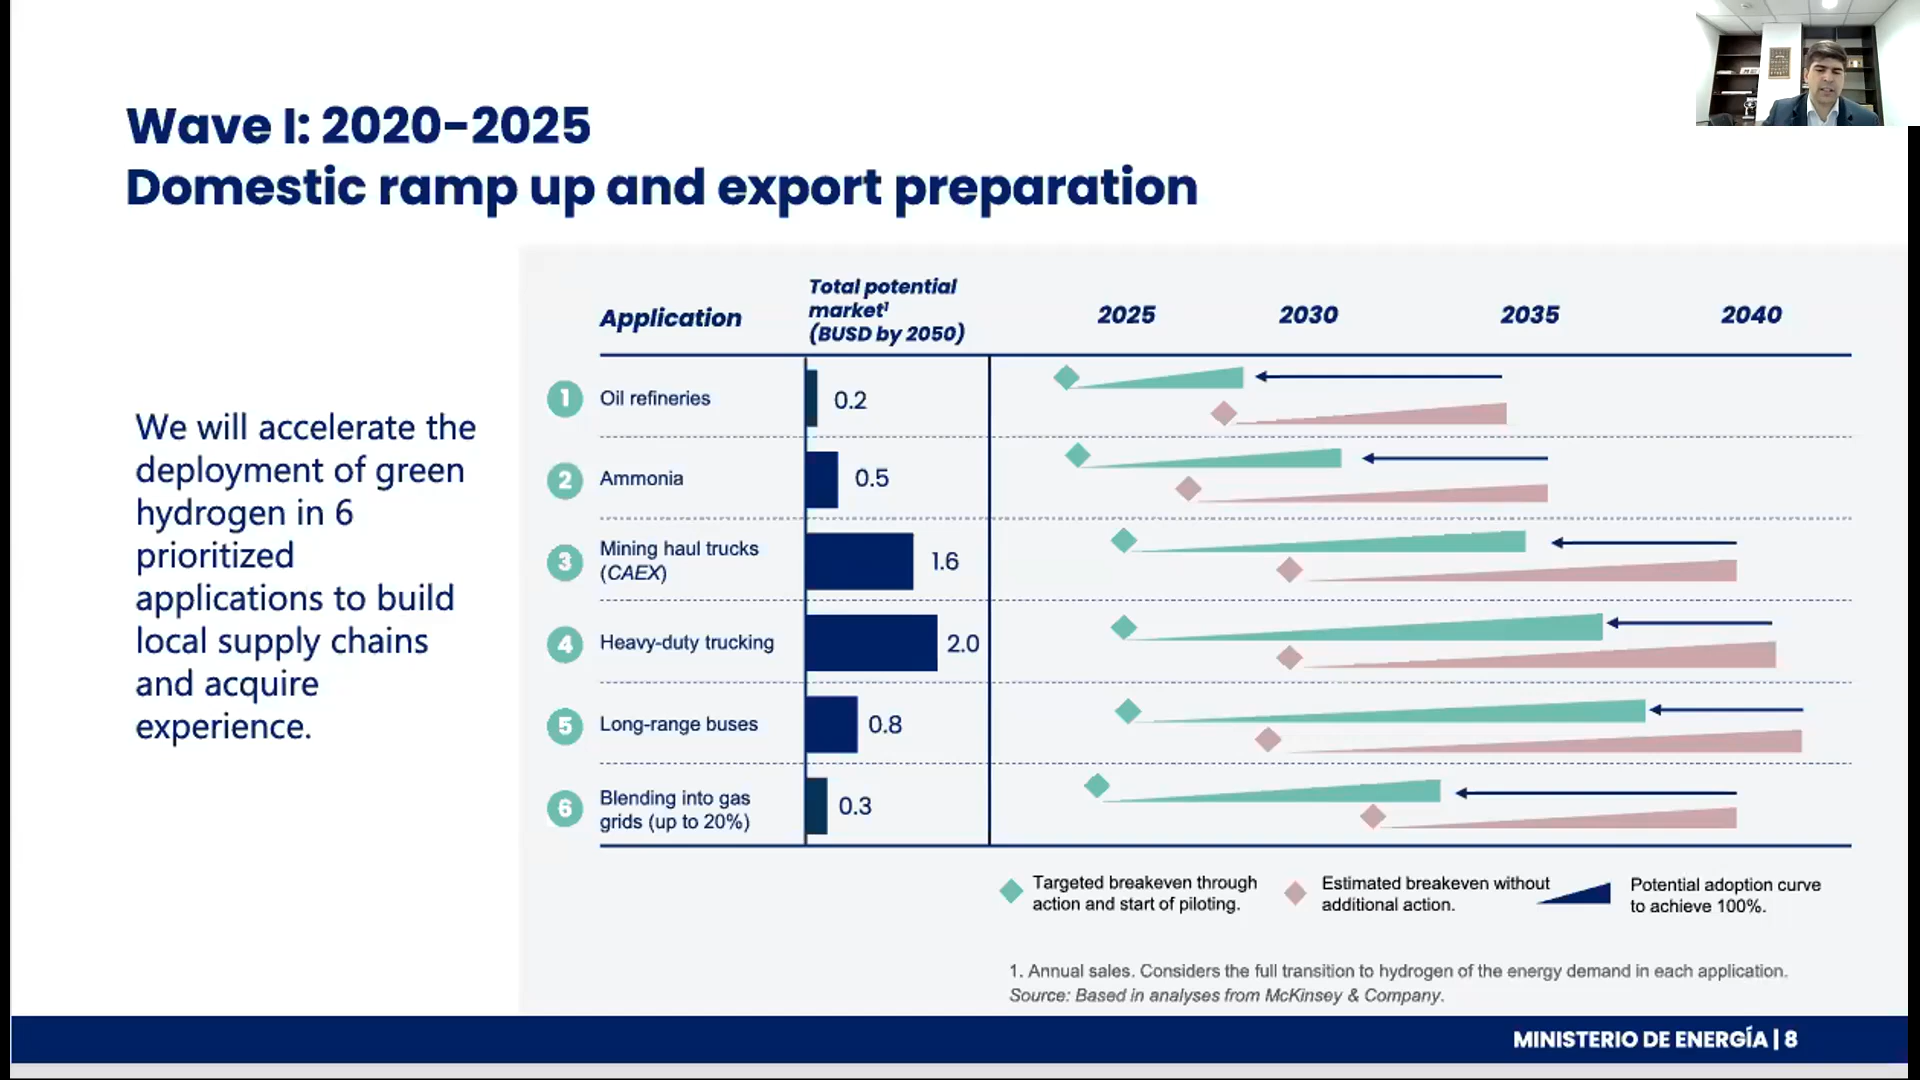 Wave I: 2020-2025
Domestic ramp up and export preparation
We will accelerate the
deployment of green
hydrogen in 6
prioritized
applications to build
local supply chains
and acquire
experience.
Application
Total potential
market¹
(BUSD by 2050)
2025
2030
2035
2040
1
Oil refineries
0.2
2
Ammonia
0.5
3
Mining haul trucks
(CAEX)
1.6
4
Heavy-duty trucking
2.0
5
Long-range buses
0.8
6
Blending into gas
grids (up to 20%)
0.3
Targeted breakeven through
action and start of piloting.
Estimated breakeven without
additional action.
Potential adoption curve
to achieve 100%.
1. Annual sales. Considers the full transition to hydrogen of the energy demand in each application.
Source: Based in analyses from McKinsey & Company.
MINISTERIO DE ENERGÍA | 8